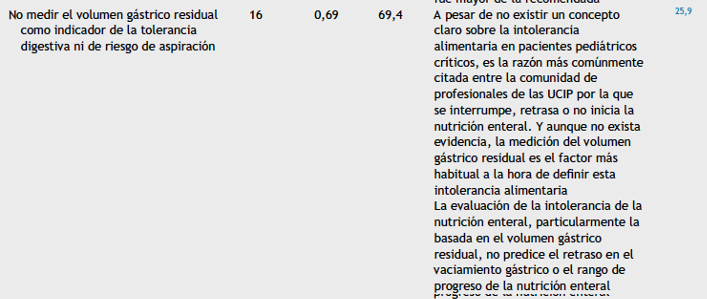 fue mayor de la recomendada
No medir el volumen gástrico residual
como indicador de la tolerancia
digestiva ni de riesgo de aspiración
16
0,69
69,4
A pesar de no existir un concepto
claro sobre la intolerancia
alimentaria en pacientes pediátricos
críticos, es la razón más comúnmente
citada entre la comunidad de
profesionales de las UCIP por la que
se interrumpe, retrasa o no inicia la
nutrición enteral. Y aunque no exista
evidencia, la medición del volumen
gástrico residual es el factor más
habitual a la hora de definir esta
intolerancia alimentaria
La evaluación de la intolerancia de la
nutrición enteral, particularmente la
basada en el volumen gástrico
residual, no predice el retraso en el
vaciamiento gástrico o el rango de
progreso de la nutrición enteral
progreso de la nutrición enteral
25,9